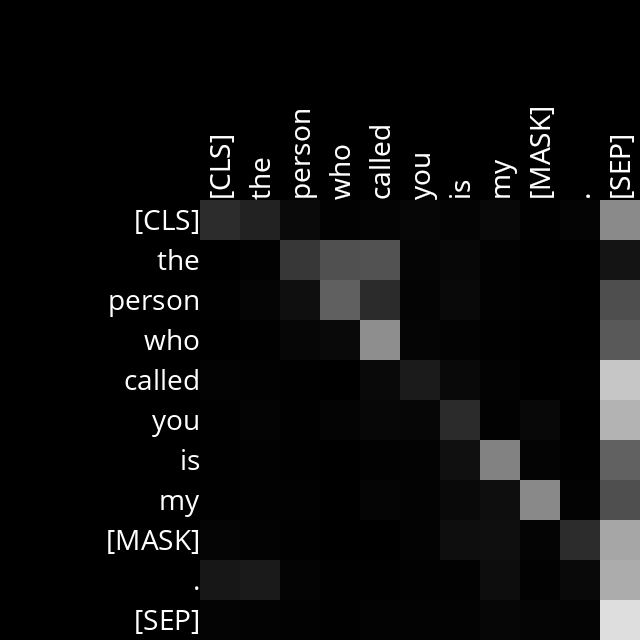 [CLS] the person who called you is my [MASK] . [SEP]
[CLS]
the
person
who
called
you
is
my
[MASK]
.
[SEP]